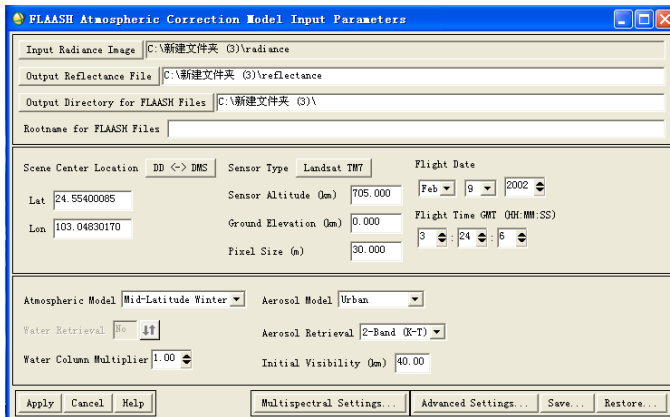 FLAASH Atmospheric Correction Model Input Parameters
Input Radiance Image C:\新建文件夹 (3)\radiance
Output Reflectance File C:\新建文件夹 (3)\reflectance
Output Directory for FLAASH Files C:\新建文件夹 (3)\
Rootname for FLAASH Files
Scene Center Location DD <-> DMS
Lat 24.55400085
Lon 103.04830170
Sensor Type Landsat TM7
Sensor Altitude (km) 705.000
Ground Elevation (km) 0.000
Pixel Size (m) 30.000
Flight Date
Feb 9 2002
Flight Time GMT (HH:MM:SS)
3 : 24 : 6
Atmospheric Model Mid-Latitude Winter
Water Retrieval No
Water Column Multiplier 1.00
Aerosol Model Urban
Aerosol Retrieval 2-Band (K-T)
Initial Visibility (km) 40.00
Apply Cancel Help Multispectral Settings... Advanced Settings... Save... Restore...